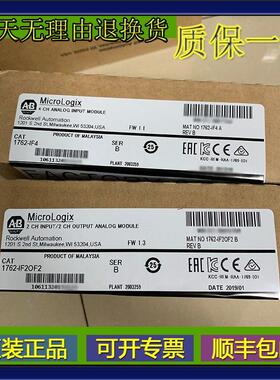 天无理由退换货
质保一
AB
MicroLogix
4 CH ANALOG INPUT MODULE
Rockwell Automation
1201 S 2nd St,Milwaukee,WI 53204,USA
FW 1.1
MAT NO 1762-IF4 A
REV B
PRODUCT OF MALAYSIA
CAT
1762-IF4
SER
B
25
PLANT 2003259
AB
MicroLogix
2 CH INPUT/2 CH OUTPUT ANALOG MODULE
Rockwell Automation
1201 S 2nd St,Milwaukee,WI 53204,USA
FW 1.3
MAT NO 1762-IF2OF2 B
REV B
PRODUCT OF MALAYSIA
CAT
1762-IF2OF2
SER
B
25
PLANT 2003259
DATE 2019/01
装正品
可开专票
顺丰包